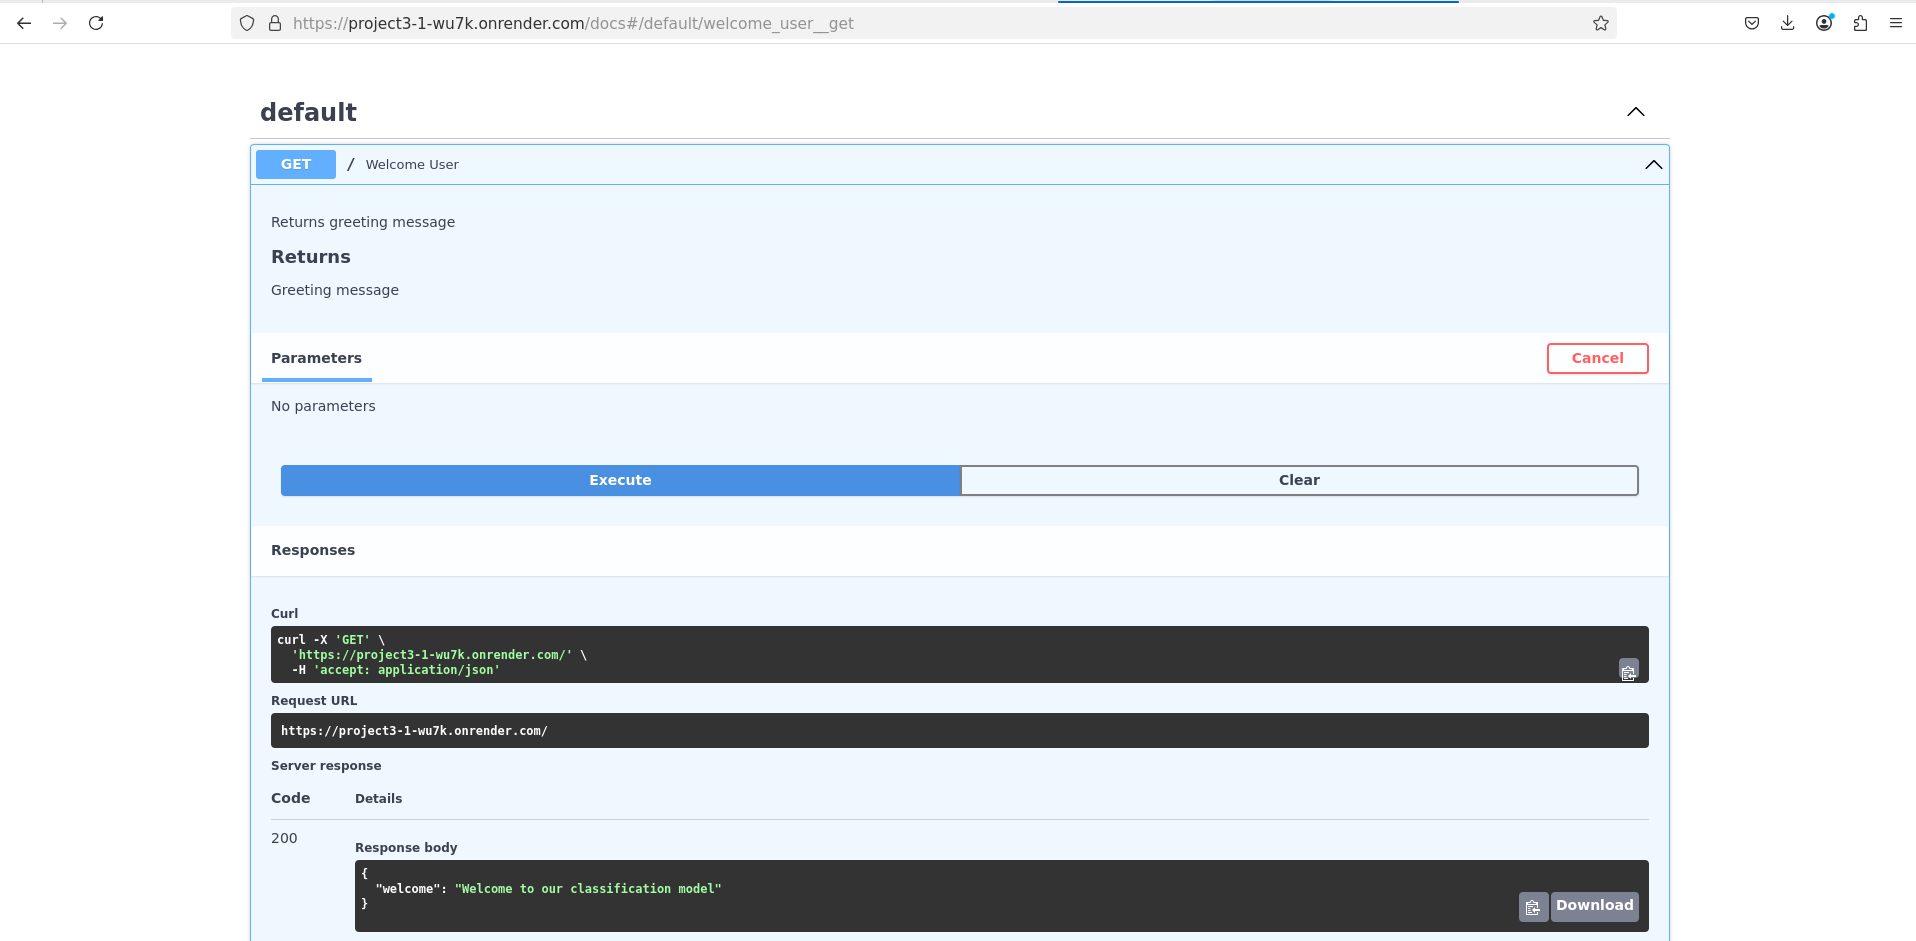 https://project3-1-wu7k.onrender.com/docs#/default/welcome_user__get
default
GET / Welcome User
Returns greeting message
Returns
Greeting message
Parameters Cancel
No parameters
Execute Clear
Responses
Curl
curl -X 'GET' \
'https://project3-1-wu7k.onrender.com/' \
-H 'accept: application/json'
Request URL
https://project3-1-wu7k.onrender.com/
Server response
Code Details
200
Response body
{
"welcome": "Welcome to our classification model"
}
Download